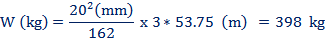 W (kg) = 20²(mm)/162 x 3* 53.75 (m) = 398 kg